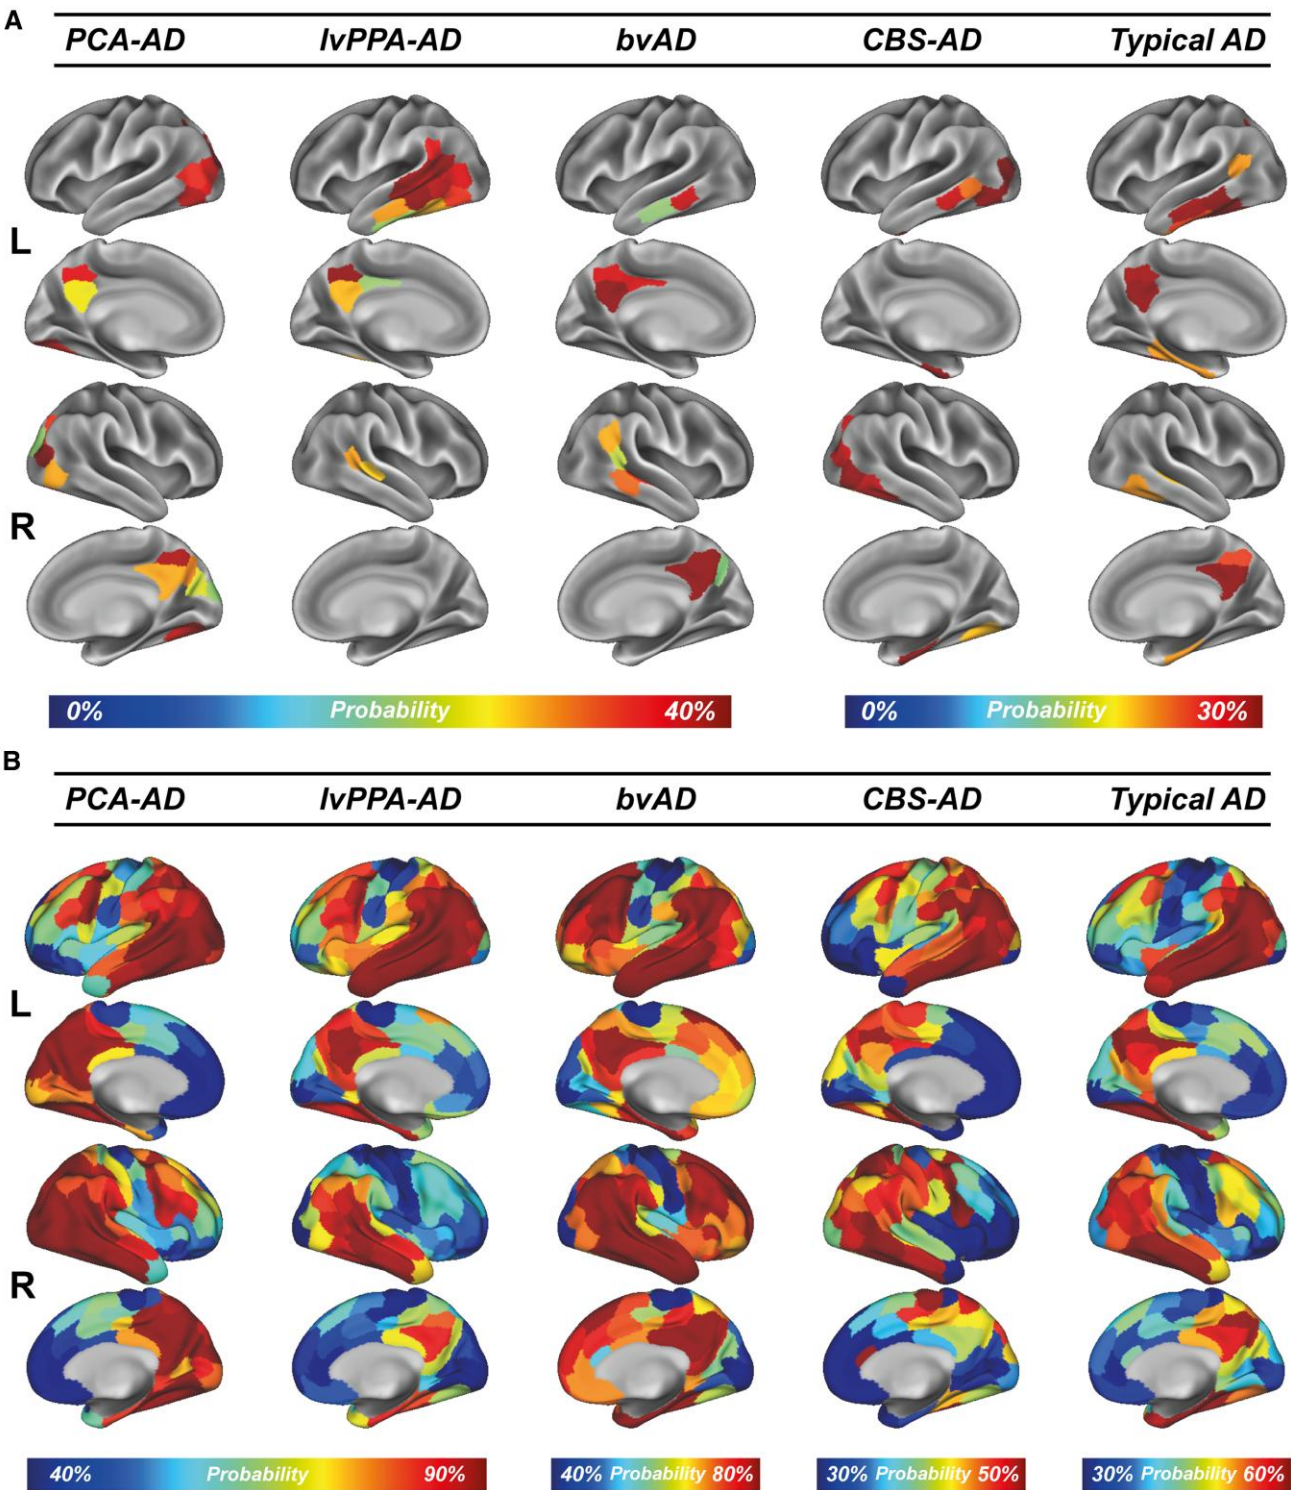 A
PCA-AD lvPPA-AD bvAD CBS-AD Typical AD
L
R
0% Probability 40% 0% Probability 30%
B
PCA-AD lvPPA-AD bvAD CBS-AD Typical AD
L
R
40% Probability 90% 40% Probability 80% 30% Probability 50% 30% Probability 60%